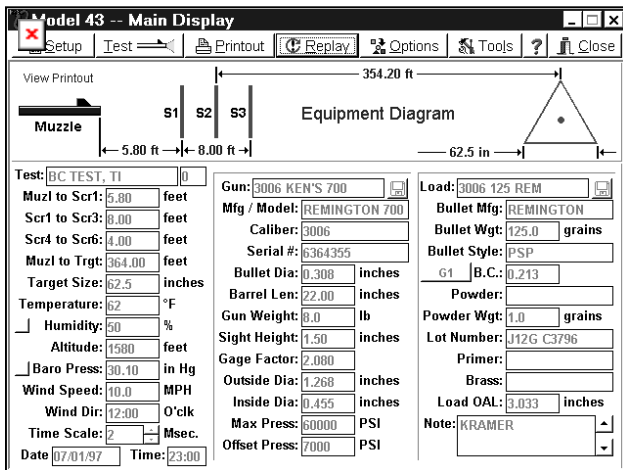 Model 43 -- Main Display
Setup Test Printout Replay Options Tools ? Close
View Printout
354.20 ft
S1 S2 S3
Equipment Diagram
Muzzle
5.80 ft 8.00 ft
62.5 in
Test: BC TEST, TI 0
Muzl to Scr1: 5.80 feet
Scr1 to Scr3: 8.00 feet
Scr4 to Scr6: 4.00 feet
Muzl to Trgt: 364.00 feet
Target Size: 62.5 inches
Temperature: 62 °F
Humidity: 50 %
Altitude: 1580 feet
Baro Press: 30.10 in Hg
Wind Speed: 10.0 MPH
Wind Dir: 12:00 O'clk
Time Scale: 2 Msec.
Date 07/01/97 Time: 23:00
Gun: 3006 KEN'S 700
Mfg / Model: REMINGTON 700
Caliber: 3006
Serial #: 6364355
Bullet Dia: 0.308 inches
Barrel Len: 22.00 inches
Gun Weight: 8.0 lb
Sight Height: 1.50 inches
Gage Factor: 2.080
Outside Dia: 1.268 inches
Inside Dia: 0.455 inches
Max Press: 60000 PSI
Offset Press: 7000 PSI
Load: 3006 125 REM
Bullet Mfg: REMINGTON
Bullet Wgt: 125.0 grains
Bullet Style: PSP
G1 B.C.: 0.213
Powder:
Powder Wgt: 1.0 grains
Lot Number: J12G C3796
Primer:
Brass:
Load OAL: 3.033 inches
Note: KRAMER